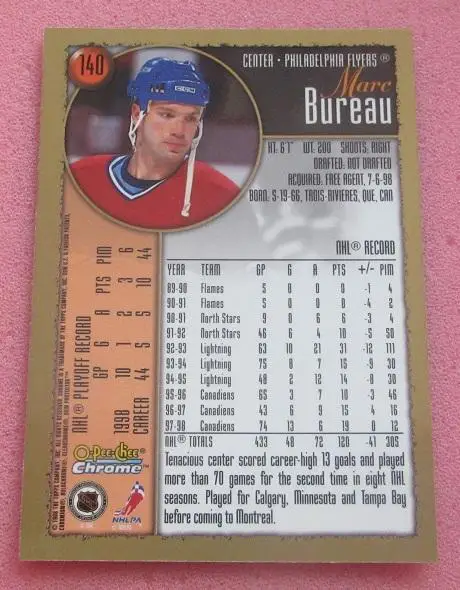 140
CENTER • PHILADELPHIA FLYERS®
Marc
Bureau
HT. 6'1" WT. 200 SHOOTS: RIGHT
DRAFTED: NOT DRAFTED
ACQUIRED: FREE AGENT, 7-6-98
BORN: 5-19-66, TROIS-RIVIERES, QUE, CAN
NHL® RECORD
YEAR TEAM GP G A PTS +/- PIM
89-90 Flames 5 0 0 0 -1 4
90-91 Flames 5 0 0 0 -4 2
90-91 North Stars 9 0 6 6 -3 4
91-92 North Stars 46 6 4 10 -5 50
92-93 Lightning 63 10 21 31 -12 111
93-94 Lightning 75 8 7 15 -9 30
94-95 Lightning 48 2 12 14 -8 30
95-96 Canadiens 65 3 7 10 -3 46
96-97 Canadiens 43 6 9 15 4 16
97-98 Canadiens 74 13 6 19 0 12
NHL® TOTALS 433 48 72 120 -41 305
Tenacious center scored career-high 13 goals and played
more than 70 games for the second time in eight NHL
seasons. Played for Calgary, Minnesota and Tampa Bay
before coming to Montreal.
NHL® PLAYOFF RECORD
GP G A PTS PIM
1998 10 1 2 3 6
CAREER 44 5 5 10 44
O-Pee-Chee
Chrome™
NHL
NHLPA